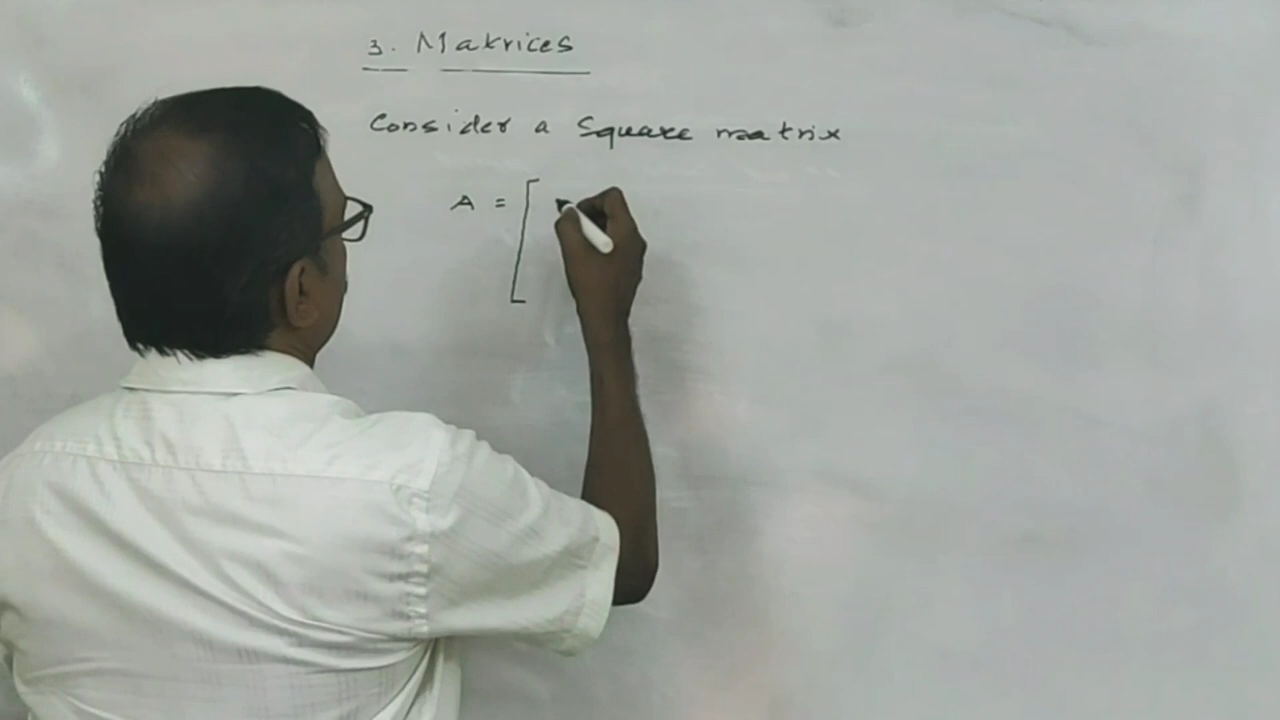 3. Matrices
Consider a Square matrix
A = [